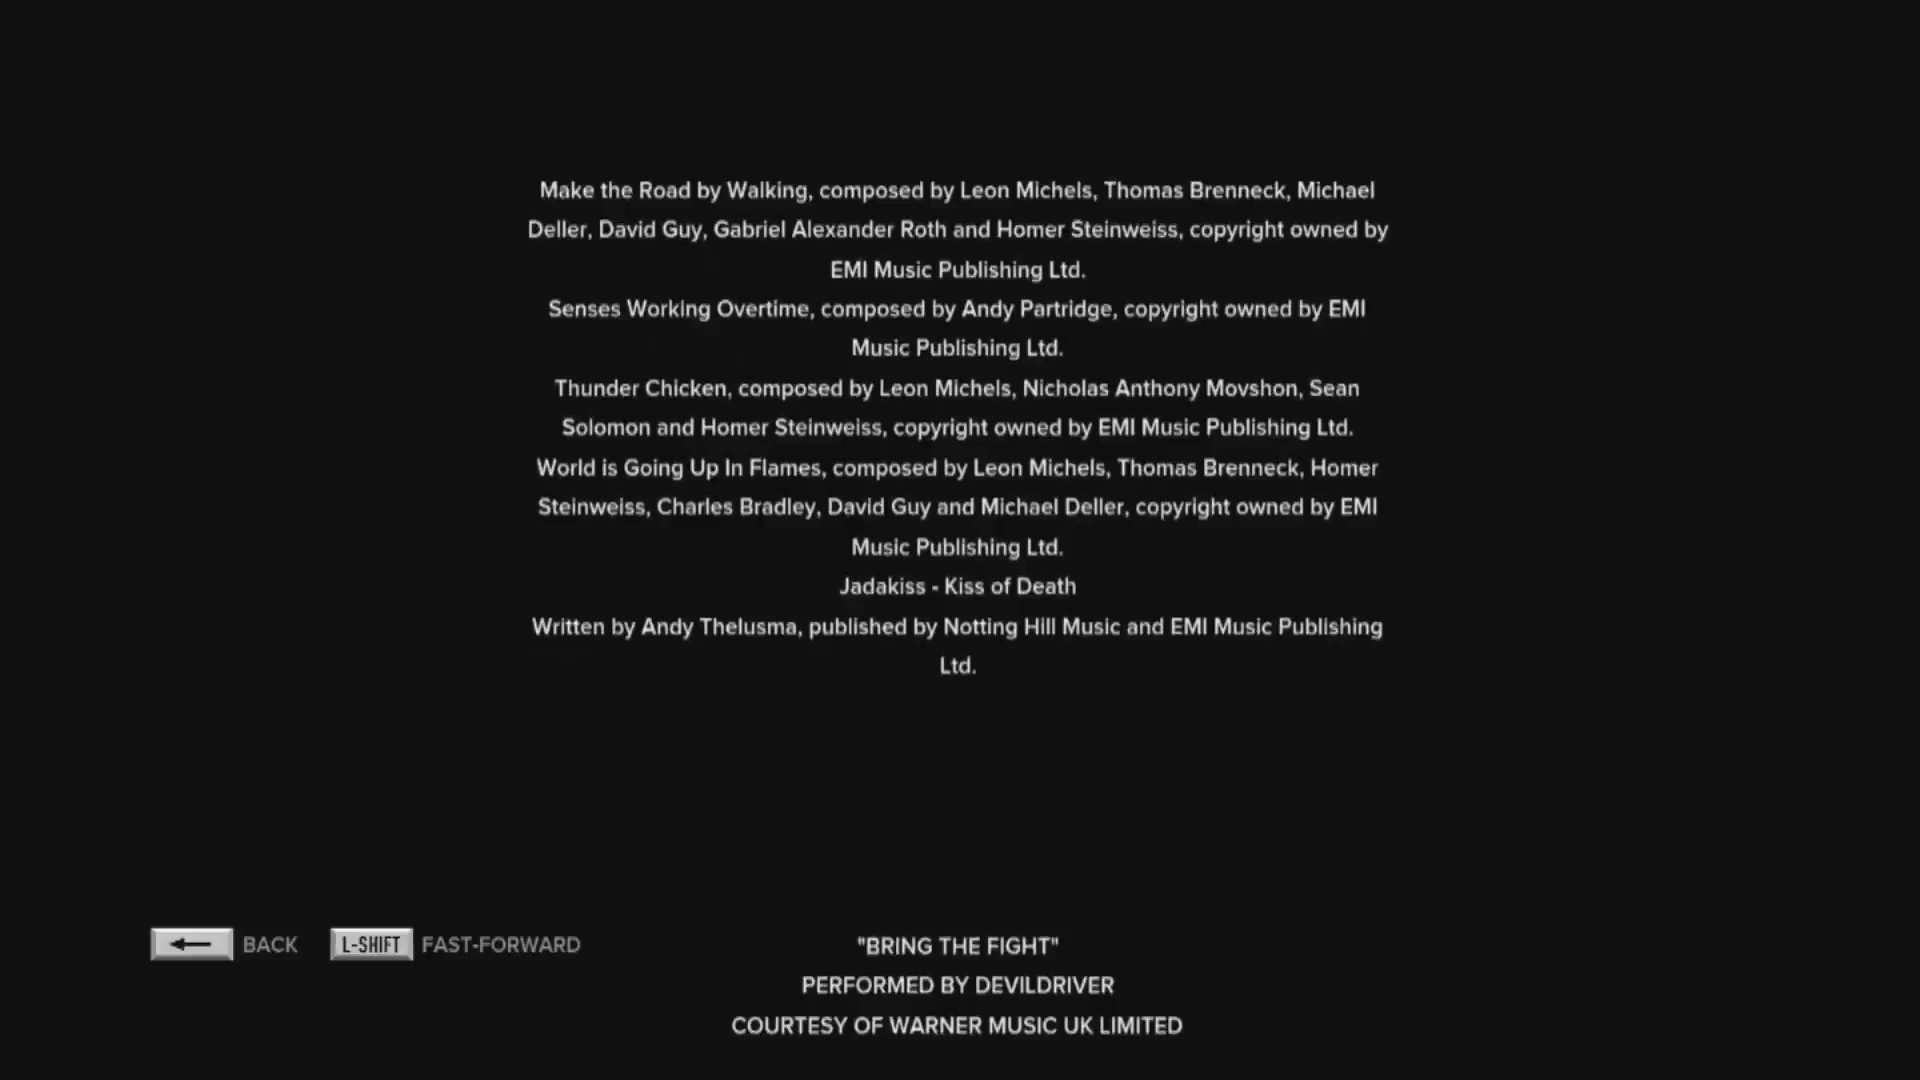 Make the Road by Walking, composed by Leon Michels, Thomas Brenneck, Michael
Deller, David Guy, Gabriel Alexander Roth and Homer Steinweiss, copyright owned by
EMI Music Publishing Ltd.
Senses Working Overtime, composed by Andy Partridge, copyright owned by EMI
Music Publishing Ltd.
Thunder Chicken, composed by Leon Michels, Nicholas Anthony Movshon, Sean
Solomon and Homer Steinweiss, copyright owned by EMI Music Publishing Ltd.
World is Going Up In Flames, composed by Leon Michels, Thomas Brenneck, Homer
Steinweiss, Charles Bradley, David Guy and Michael Deller, copyright owned by EMI
Music Publishing Ltd.
Jadakiss - Kiss of Death
Written by Andy Thelusma, published by Notting Hill Music and EMI Music Publishing
Ltd.
BACK L-SHIFT FAST-FORWARD
"BRING THE FIGHT"
PERFORMED BY DEVILDRIVER
COURTESY OF WARNER MUSIC UK LIMITED